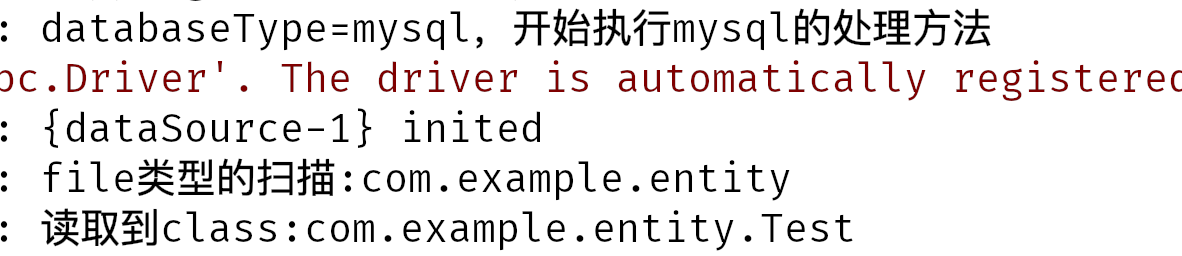 : databaseType=mysql，开始执行mysql的处理方法
bc.Driver'. The driver is automatically registered
: {dataSource-1} inited
: file类型的扫描:com.example.entity
: 读取到class:com.example.entity.Test